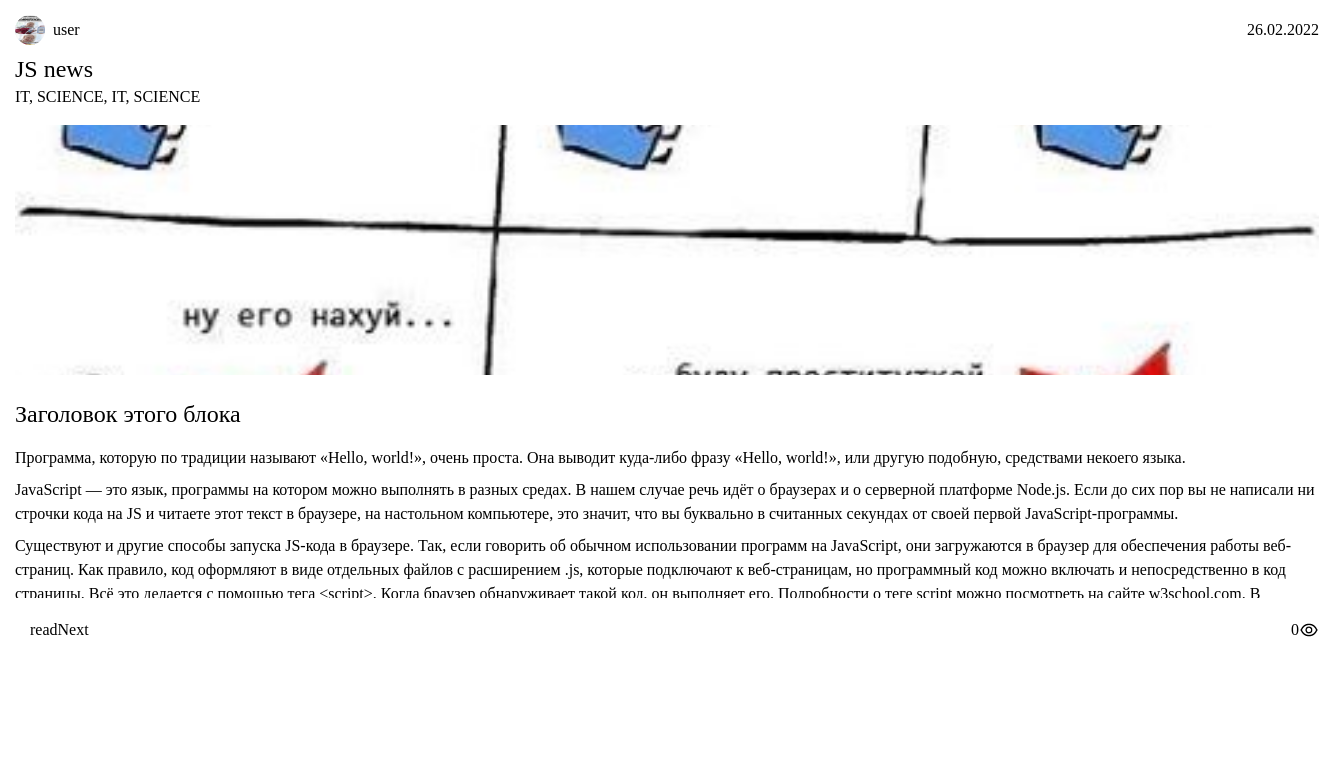 user
26.02.2022
JS news
IT, SCIENCE, IT, SCIENCE
ну его нахуй...
буду проституткой
Заголовок этого блока
Программа, которую по традиции называют «Hello, world!», очень проста. Она выводит куда-либо фразу «Hello, world!», или другую подобную, средствами некоего языка.
JavaScript — это язык, программы на котором можно выполнять в разных средах. В нашем случае речь идёт о браузерах и о серверной платформе Node.js. Если до сих пор вы не написали ни
строчки кода на JS и читаете этот текст в браузере, на настольном компьютере, это значит, что вы буквально в считанных секундах от своей первой JavaScript-программы.
Существуют и другие способы запуска JS-кода в браузере. Так, если говорить об обычном использовании программ на JavaScript, они загружаются в браузер для обеспечения работы веб-
страниц. Как правило, код оформляют в виде отдельных файлов с расширением .js, которые подключают к веб-страницам, но программный код можно включать и непосредственно в код
страницы. Всё это делается с помощью тега <script>. Когда браузер обнаруживает такой код, он выполняет его. Подробности о теге script можно посмотреть на сайте w3school.com. В
readNext
0